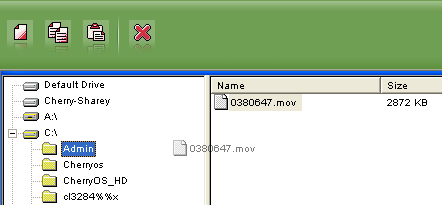 Name Size
Default Drive
Cherry-Sharey
A:\
C:\
Admin
Cherryos
CherryOS_HD
cl3284%%x
0380647.mov 2872 KB
0380647.mov